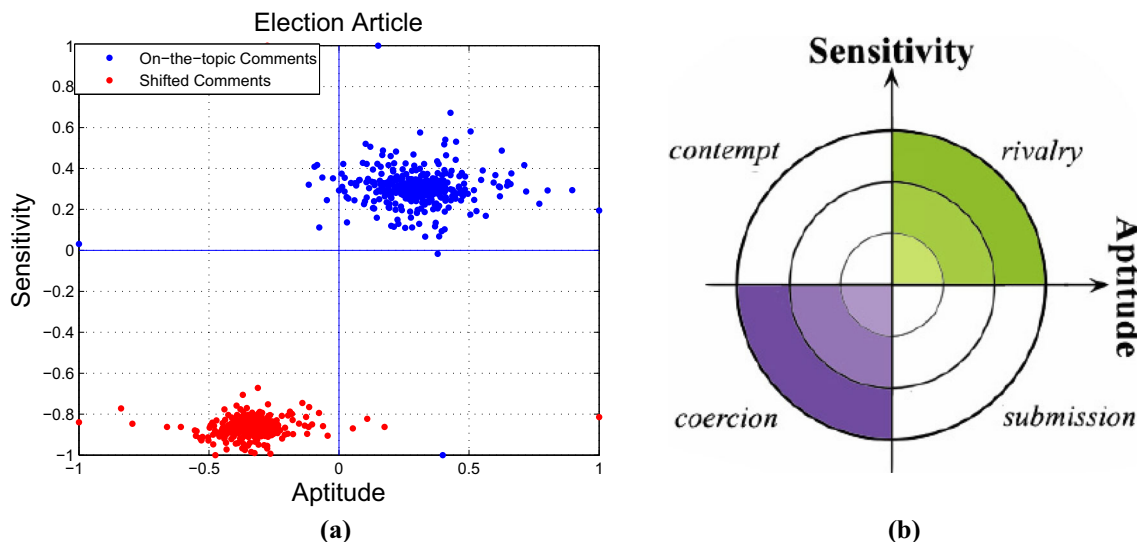 Election Article
On-the-topic Comments
Shifted Comments
1
0.8
0.6
0.4
0.2
0
−0.2
−0.4
−0.6
−0.8
−1
Sensitivity
−1
−0.5
0
0.5
1
Aptitude
(a)
Sensitivity
contempt
rivalry
Aptitude
coercion
submission
(b)